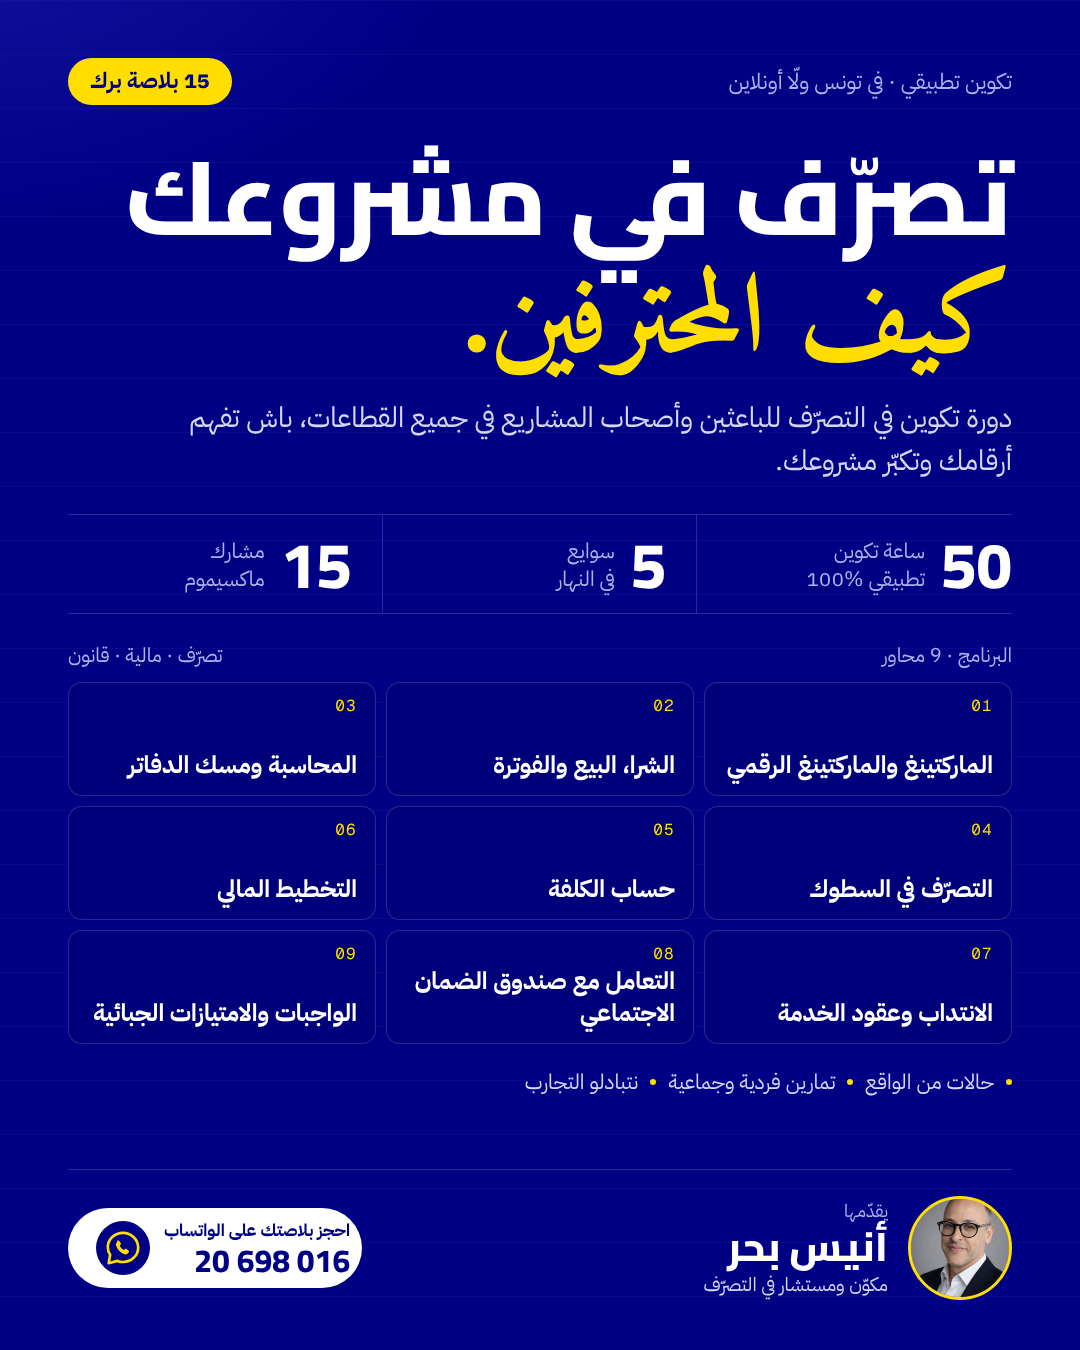 تكوين تطبيقي · في تونس ولّا أونلاين
15 بلاصة برك
تصرّف في مشروعك
كيف المحترفين.
دورة تكوين في التصرّف للباعثين وأصحاب المشاريع في جميع القطاعات، باش تفهم
أرقامك وتكبّر مشروعك.
50
ساعة تكوين
تطبيقي 100%
5
سوايع
في النهار
15
مشارك
ماكسيموم
البرنامج · 9 محاور
تصرّف · مالية · قانون
01
الماركتينغ والماركتينغ الرقمي
02
الشراء، البيع والفوترة
03
المحاسبة ومسك الدفاتر
04
التصرّف في السطوك
05
حساب الكلفة
06
التخطيط المالي
07
الانتداب وعقود الخدمة
08
التعامل مع صندوق الضمان
الاجتماعي
09
الواجبات والامتيازات الجبائية
• حالات من الواقع • تمارين فردية وجماعية • نتبادلو التجارب
يقدّمها
أنيس بحر
مكوّن ومستشار في التصرّف
احجز بلاصتك على الواتساب
20 698 016